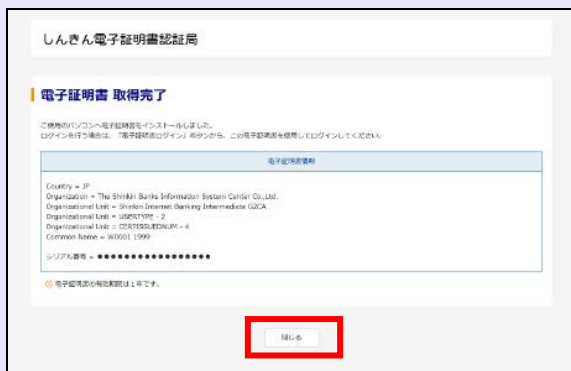 しんきん電子証明書認証局
電子証明書 取得完了
ご使用のパソコンへ電子証明書をインストールしました。
ログインを行う場合は、「電子証明書ログイン」ボタンから、この電子証明書を使用してログインしてください。
電子証明書情報
Country = JP
Organization = The Shinkin Banks Information System Center Co.,Ltd.
Organizational Unit = Shinkin Internet Banking Intermediate G2CA
Organizational Unit = USERTYPE - 2
Organizational Unit = CERTISSUEDNUM - 4
Common Name = W0001 1999
シリアル番号 = ●●●●●●●●●●●●●●●●●
電子証明書の有効期限は1年です。
閉じる